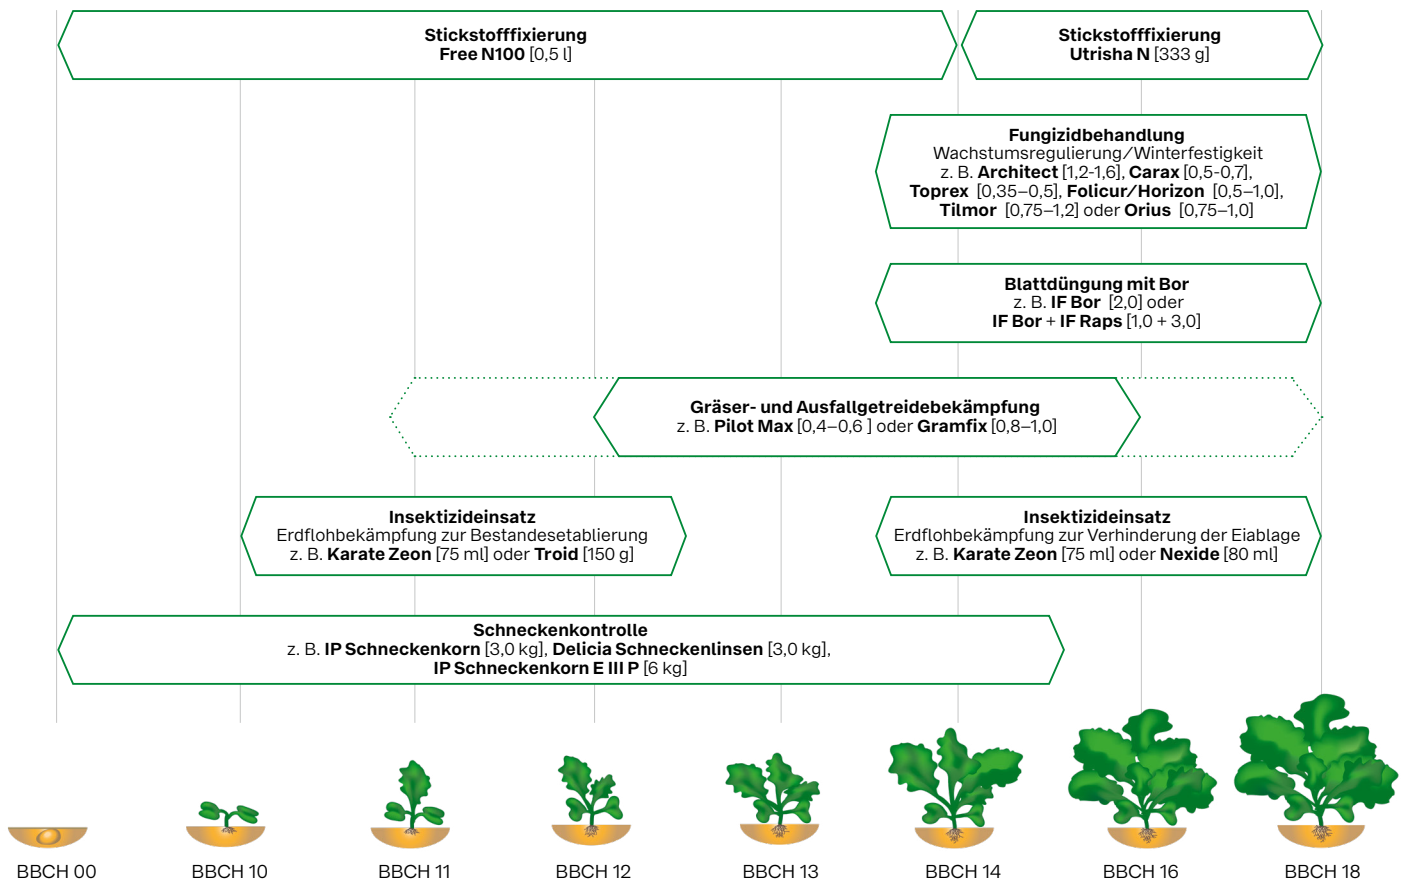 Stickstofffixierung
Free N100 [0,5 l]
Stickstofffixierung
Utrisha N [333 g]
Fungizidbehandlung
Wachstumsregulierung/Winterfestigkeit
z. B. Architect [1,2-1,6], Carax [0,5-0,7],
Toprex [0,35–0,5], Folicur/Horizon [0,5–1,0],
Tilmor [0,75–1,2] oder Orius [0,75–1,0]
Blattdüngung mit Bor
z. B. IF Bor [2,0] oder
IF Bor + IF Raps [1,0 + 3,0]
Gräser- und Ausfallgetreidebekämpfung
z. B. Pilot Max [0,4–0,6 ] oder Gramfix [0,8–1,0]
Insektizideinsatz
Erdflohbekämpfung zur Bestandesetablierung
z. B. Karate Zeon [75 ml] oder Troid [150 g]
Insektizideinsatz
Erdflohbekämpfung zur Verhinderung der Eiablage
z. B. Karate Zeon [75 ml] oder Nexide [80 ml]
Schneckenkontrolle
z. B. IP Schneckenkorn [3,0 kg], Delicia Schneckenlinsen [3,0 kg],
IP Schneckenkorn E III P [6 kg]
BBCH 00
BBCH 10
BBCH 11
BBCH 12
BBCH 13
BBCH 14
BBCH 16
BBCH 18